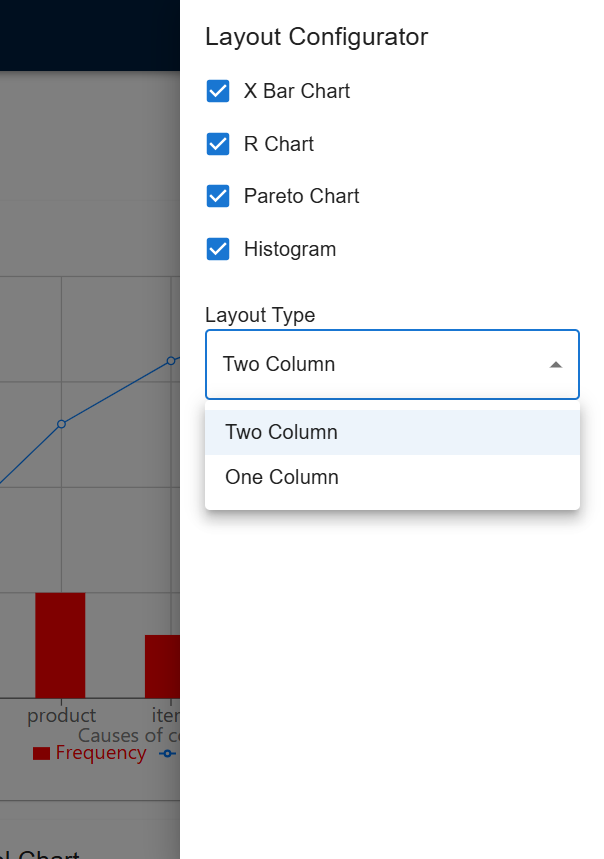 Layout Configurator
X Bar Chart
R Chart
Pareto Chart
Histogram
Layout Type
Two Column
Two Column
One Column
product
Causes of
Frequency
Chart